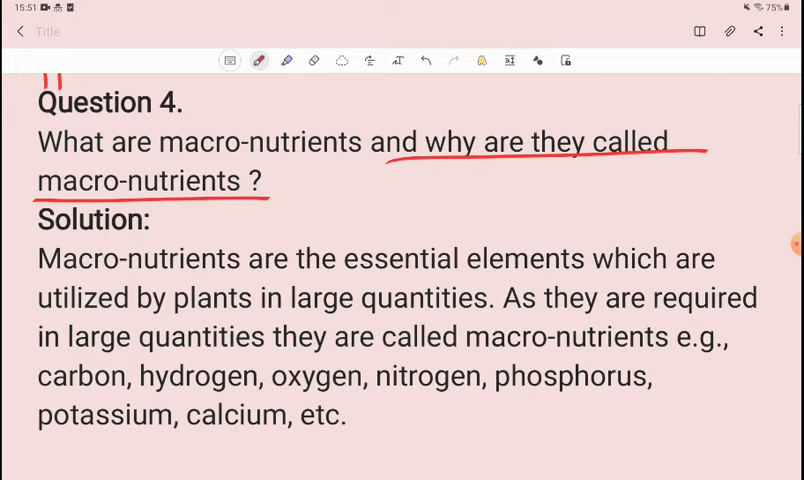 15:51
75%
Title
Question 4.
What are macro-nutrients and why are they called
macro-nutrients ?
Solution:
Macro-nutrients are the essential elements which are
utilized by plants in large quantities. As they are required
in large quantities they are called macro-nutrients e.g.,
carbon, hydrogen, oxygen, nitrogen, phosphorus,
potassium, calcium, etc.